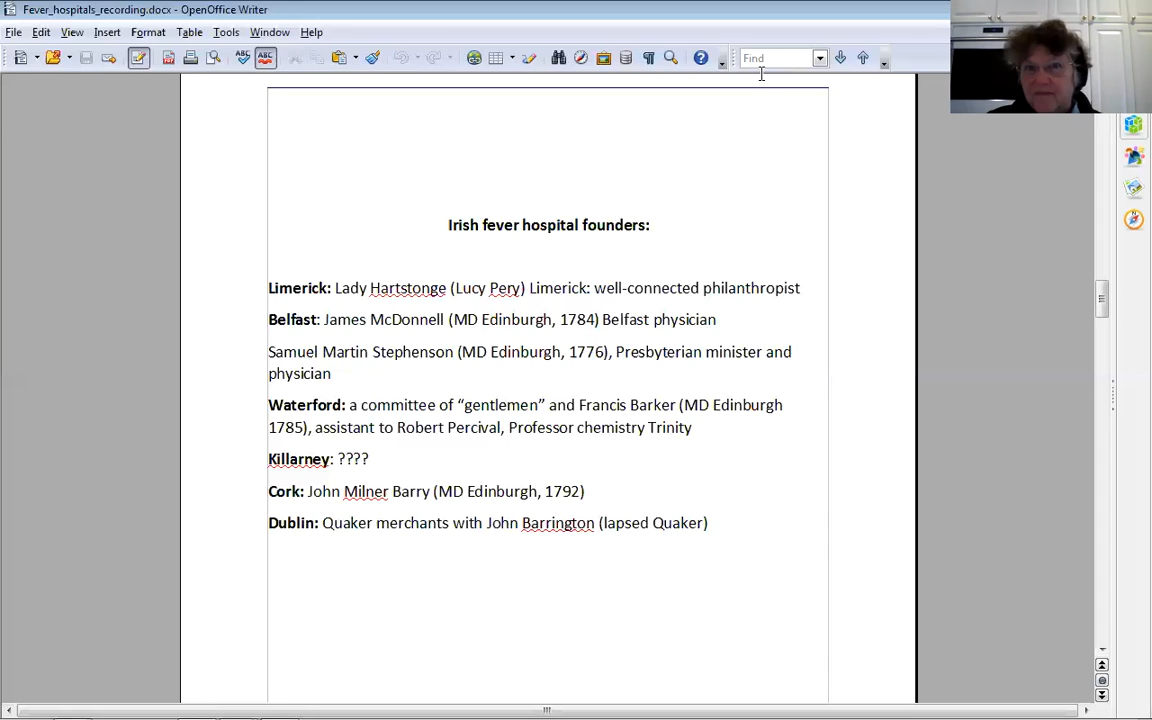 Fever_hospitals_recording.docx - OpenOffice Writer
File Edit View Insert Format Table Tools Window Help
Find
Irish fever hospital founders:
Limerick: Lady Hartstonge (Lucy Pery) Limerick: well-connected philanthropist
Belfast: James McDonnell (MD Edinburgh, 1784) Belfast physician
Samuel Martin Stephenson (MD Edinburgh, 1776), Presbyterian minister and
physician
Waterford: a committee of “gentlemen” and Francis Barker (MD Edinburgh
1785), assistant to Robert Percival, Professor chemistry Trinity
Killarney: ????
Cork: John Milner Barry (MD Edinburgh, 1792)
Dublin: Quaker merchants with John Barrington (lapsed Quaker)